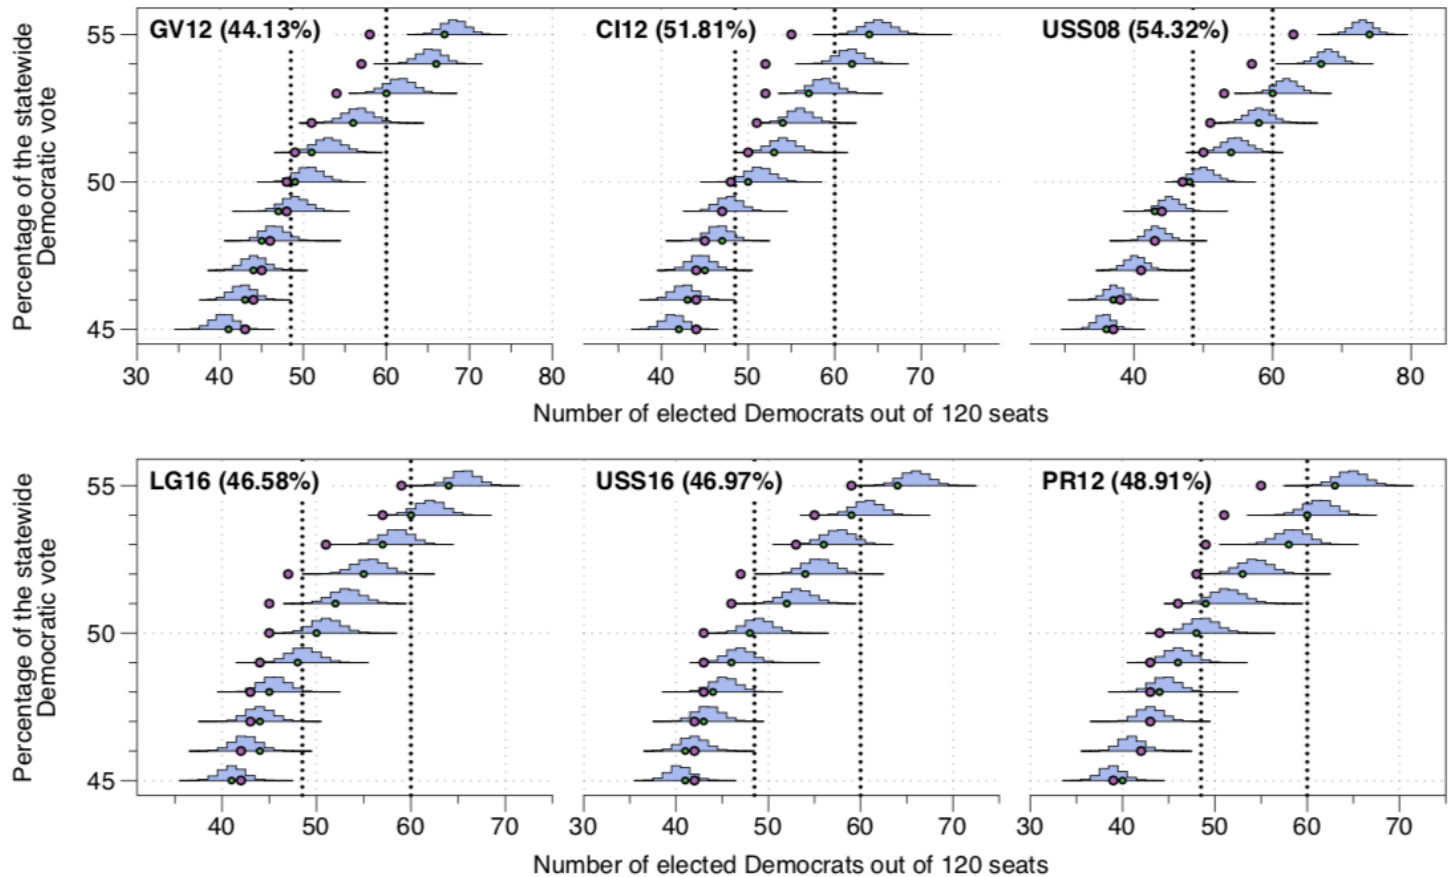 Percentage of the statewide
Democratic vote
GV12 (44.13%)
CI12 (51.81%)
USS08 (54.32%)
55
50
45
30 40 50 60 70 80
40 50 60 70
40 60 80
Number of elected Democrats out of 120 seats
Percentage of the statewide
Democratic vote
LG16 (46.58%)
USS16 (46.97%)
PR12 (48.91%)
55
50
45
40 50 60 70
30 40 50 60 70
30 40 50 60 70
Number of elected Democrats out of 120 seats